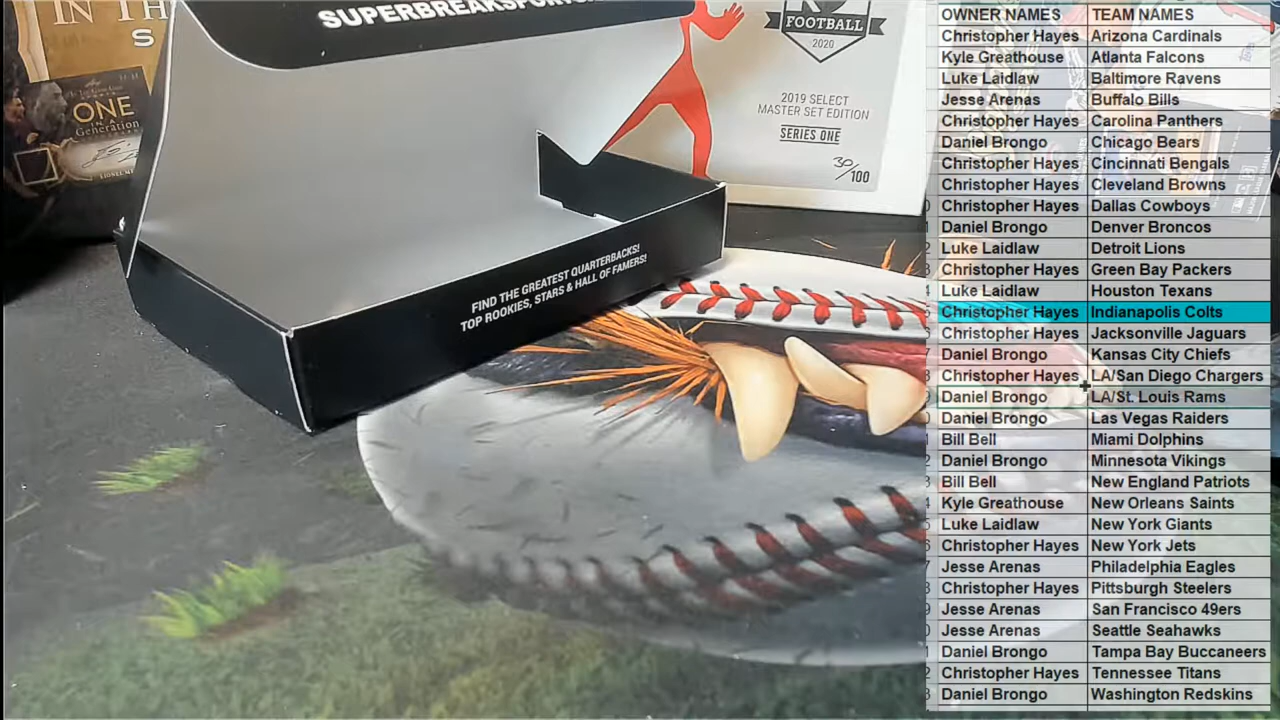 IN TH
S
ONE
IN A
Generation
SUPERBREAKSPORTS
FIND THE GREATEST QUARTERBACKS!
TOP ROOKIES, STARS & HALL OF FAMERS!
FOOTBALL
2020
2019 SELECT
MASTER SET EDITION
SERIES ONE
30/100
OWNER NAMES TEAM NAMES
Christopher Hayes Arizona Cardinals
Kyle Greathouse Atlanta Falcons
Luke Laidlaw Baltimore Ravens
Jesse Arenas Buffalo Bills
Christopher Hayes Carolina Panthers
Daniel Brongo Chicago Bears
Christopher Hayes Cincinnati Bengals
Christopher Hayes Cleveland Browns
Christopher Hayes Dallas Cowboys
Daniel Brongo Denver Broncos
Luke Laidlaw Detroit Lions
Christopher Hayes Green Bay Packers
Luke Laidlaw Houston Texans
Christopher Hayes Indianapolis Colts
Christopher Hayes Jacksonville Jaguars
Daniel Brongo Kansas City Chiefs
Christopher Hayes LA/San Diego Chargers
Daniel Brongo LA/St. Louis Rams
Daniel Brongo Las Vegas Raiders
Bill Bell Miami Dolphins
Daniel Brongo Minnesota Vikings
Bill Bell New England Patriots
Kyle Greathouse New Orleans Saints
Luke Laidlaw New York Giants
Christopher Hayes New York Jets
Jesse Arenas Philadelphia Eagles
Christopher Hayes Pittsburgh Steelers
Jesse Arenas San Francisco 49ers
Jesse Arenas Seattle Seahawks
Daniel Brongo Tampa Bay Buccaneers
Christopher Hayes Tennessee Titans
Daniel Brongo Washington Redskins